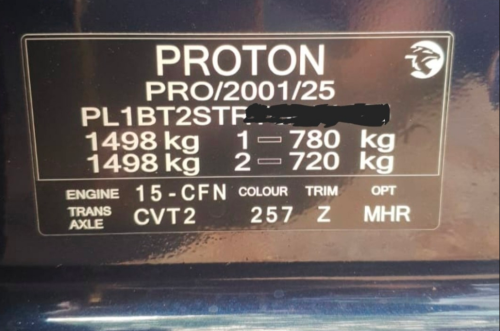 PROTON
PRO/2001/25
PL1BT2STR
1498 kg 1 — 780 kg
1498 kg 2 — 720 kg
ENGINE 15-CFN COLOUR TRIM OPT
TRANS AXLE CVT2 257 Z MHR